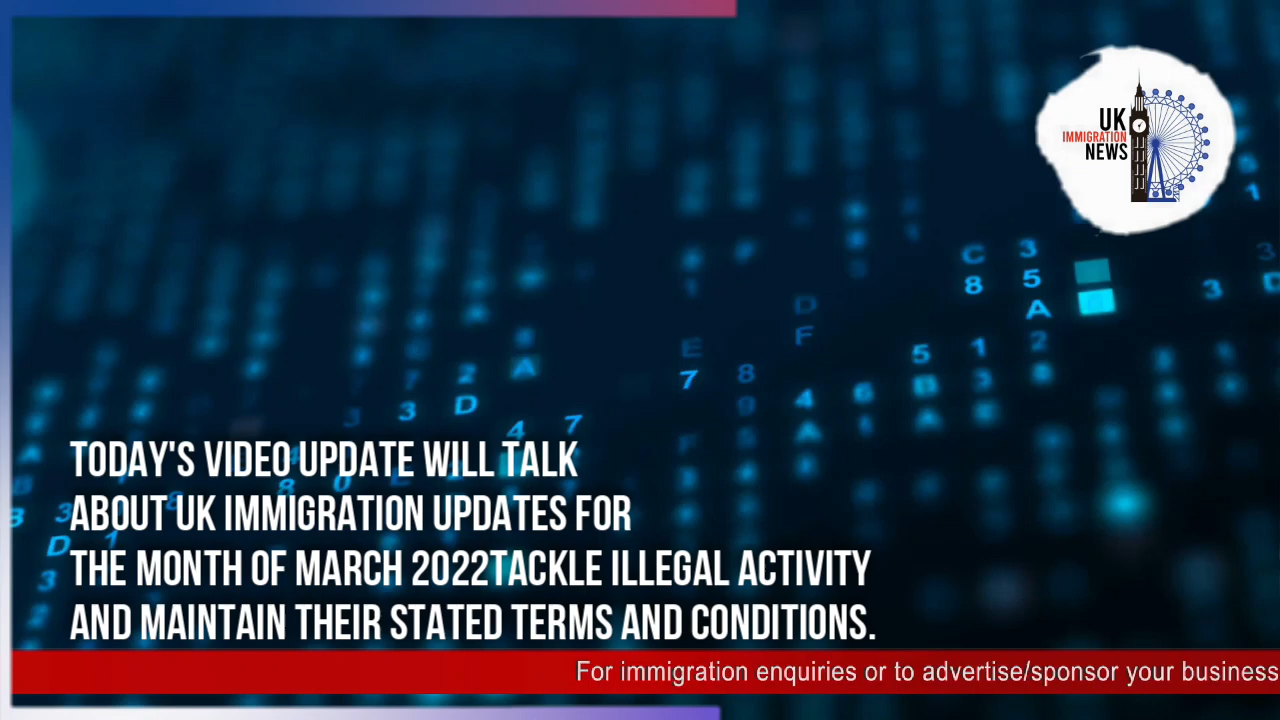 UK
IMMIGRATION
NEWS
TODAY'S VIDEO UPDATE WILL TALK
ABOUT UK IMMIGRATION UPDATES FOR
THE MONTH OF MARCH 2022TACKLE ILLEGAL ACTIVITY
AND MAINTAIN THEIR STATED TERMS AND CONDITIONS.
For immigration enquiries or to advertise/sponsor your business